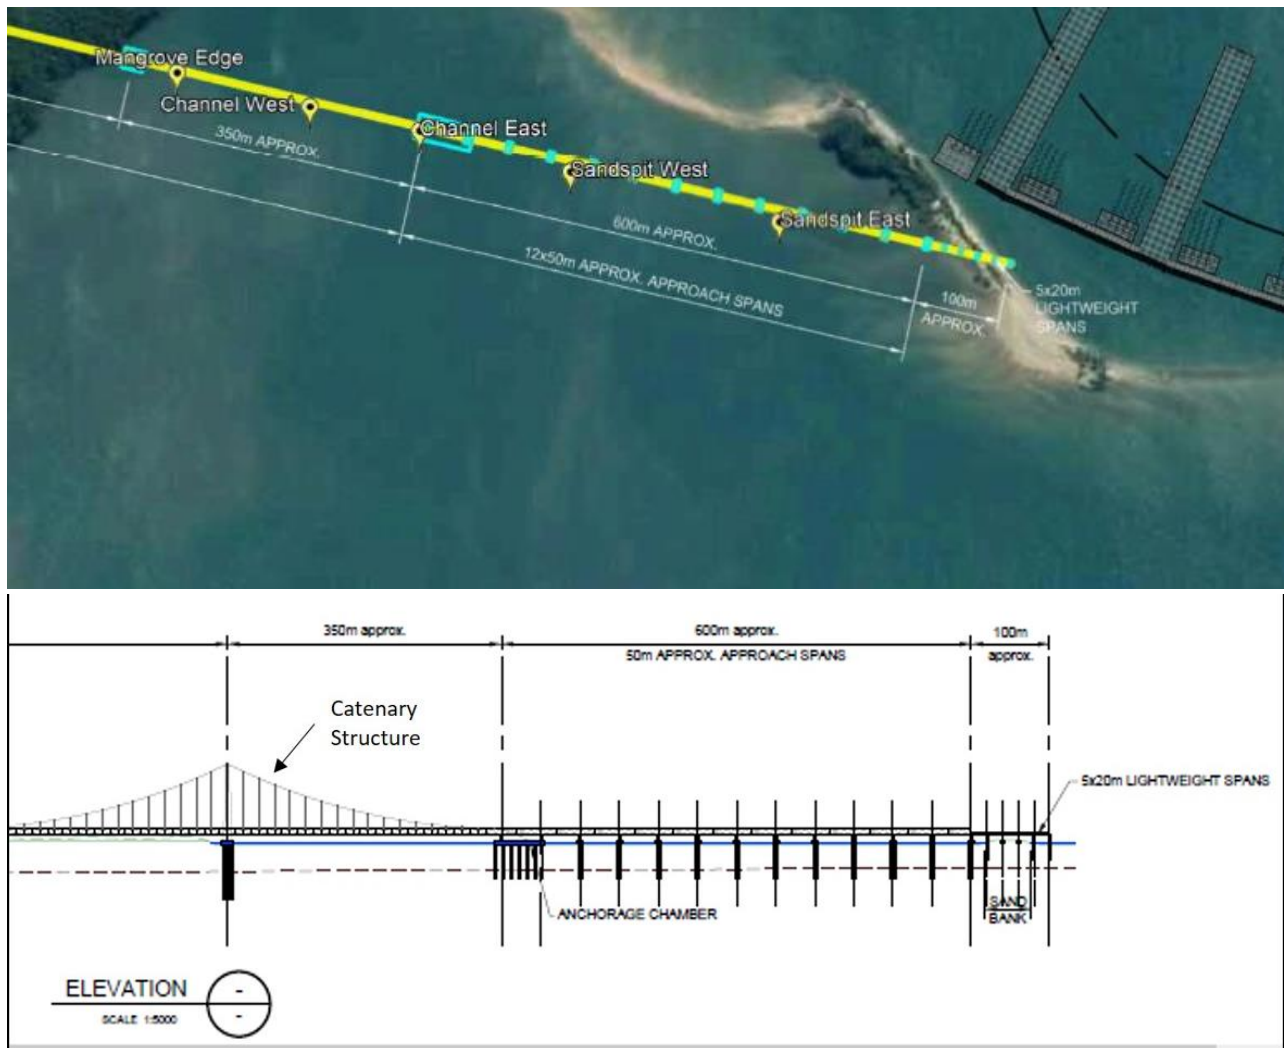 Mangrove Edge
Channel West
350m APPROX.
Channel East
Sandspit West
600m APPROX.
12x50m APPROX. APPROACH SPANS
Sandspit East
100m
APPROX.
5x20m
LIGHTWEIGHT
SPANS
350m approx.
600m approx.
50m APPROX. APPROACH SPANS
100m
approx.
Catenary
Structure
5x20m LIGHTWEIGHT SPANS
ANCHORAGE CHAMBER
SAND
BANK
ELEVATION
SCALE 1:5000
-
-